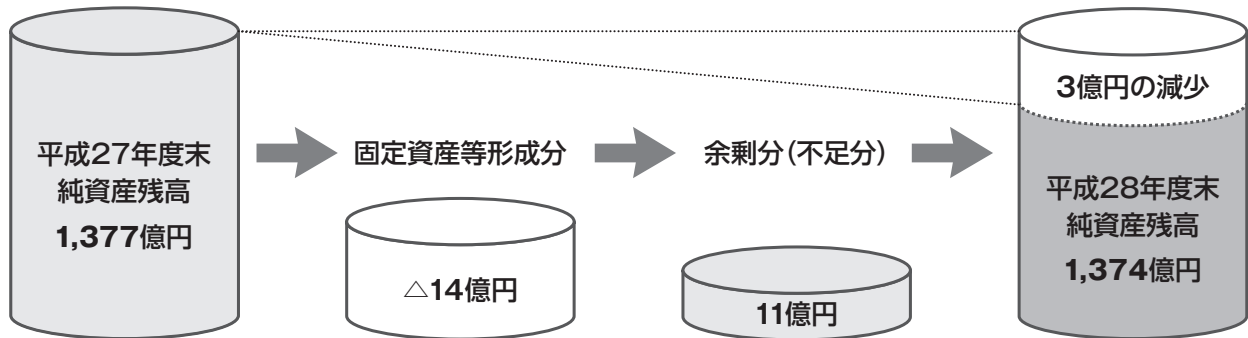 平成27年度末
純資産残高
1,377億円
固定資産等形成分
△14億円
余剰分(不足分)
11億円
3億円の減少
平成28年度末
純資産残高
1,374億円